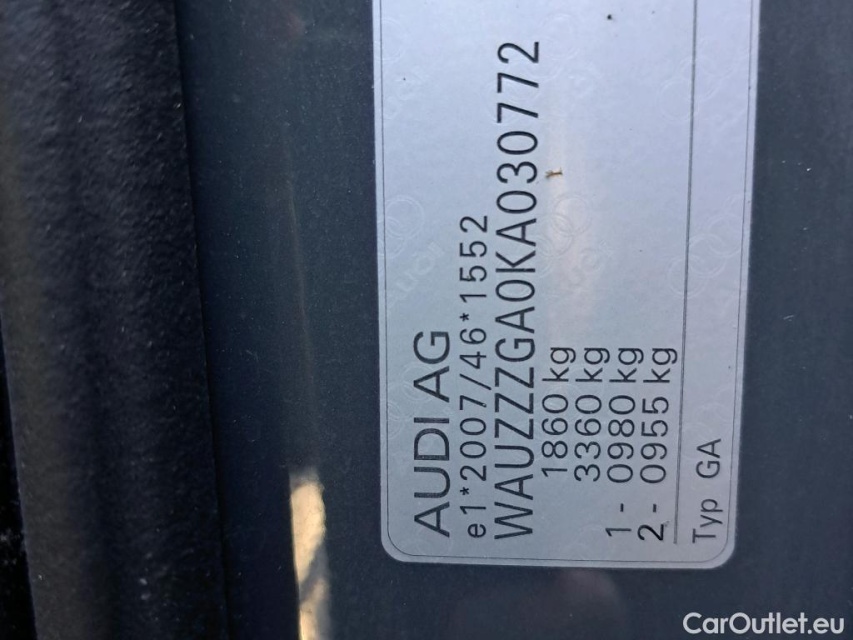 AUDI AG
e1*2007/46*1552
WAUZZZGA0KA030772
1860 kg
3360 kg
1- 0980 kg
2- 0955 kg
Typ GA
CarOutlet.eu